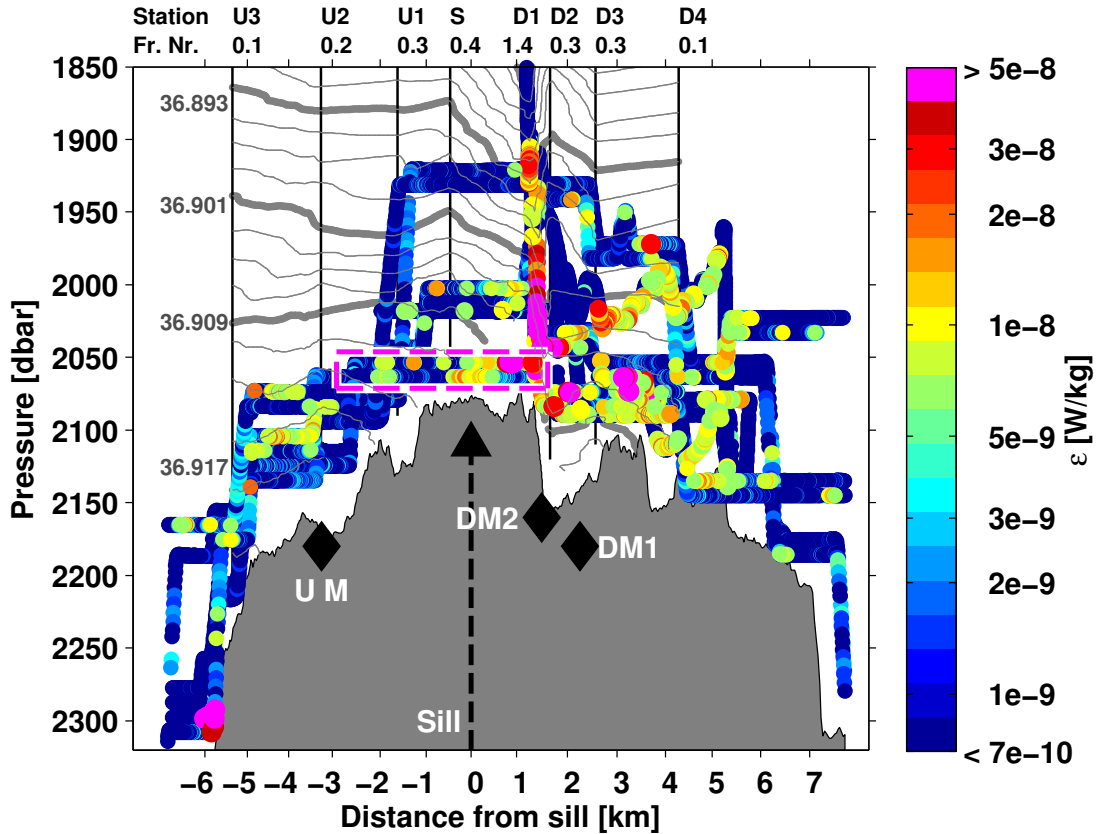 Station U3 U2 U1 S D1 D2 D3 D4
Fr. Nr. 0.1 0.2 0.3 0.4 1.4 0.3 0.3 0.1
1850
1900
1950
2000
2050
2100
2150
2200
2250
2300
Pressure [dbar]
36.893
36.901
36.909
36.917
U M
DM2
DM1
Sill
−6 −5 −4 −3 −2 −1 0 1 2 3 4 5 6 7
Distance from sill [km]
> 5e−8
3e−8
2e−8
1e−8
5e−9
3e−9
2e−9
1e−9
< 7e−10
ε [W/kg]